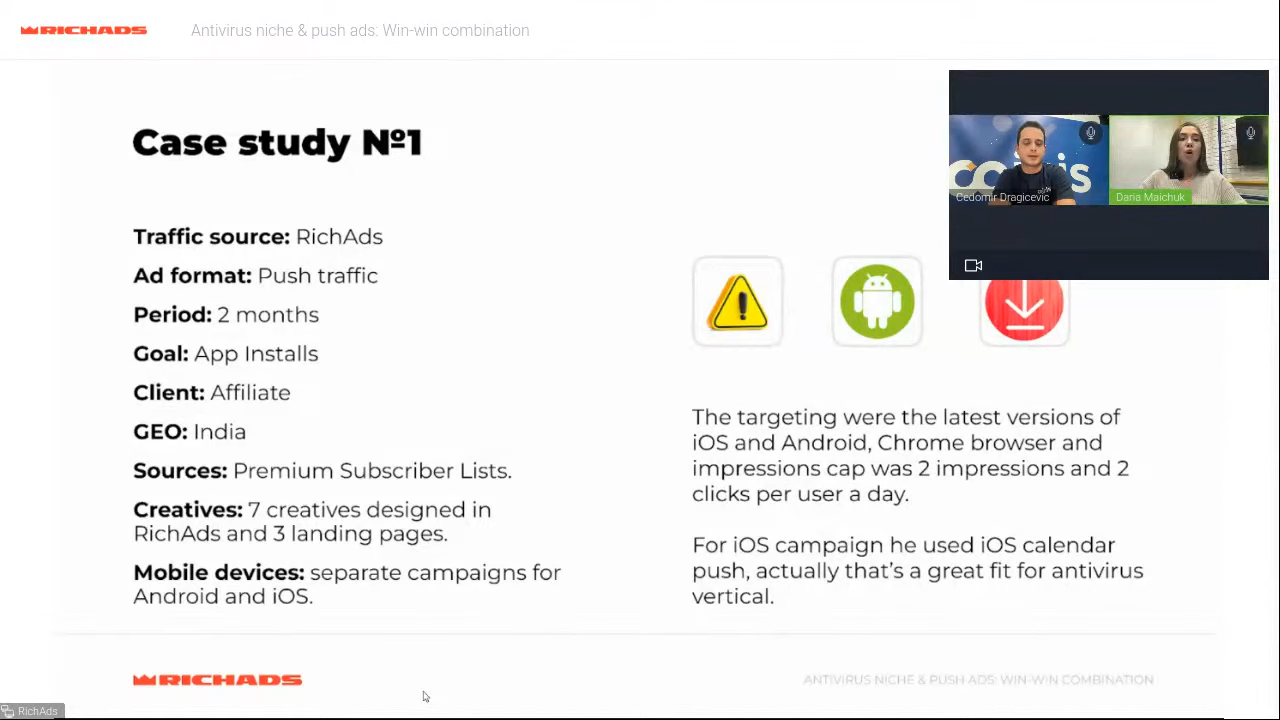 RICHADS
Antivirus niche & push ads: Win-win combination
Case study №1
Traffic source: RichAds
Ad format: Push traffic
Period: 2 months
Goal: App Installs
Client: Affiliate
GEO: India
Sources: Premium Subscriber Lists.
Creatives: 7 creatives designed in
RichAds and 3 landing pages.
Mobile devices: separate campaigns for
Android and iOS.
Cedomir Dragicevic
Daria Maichuk
The targeting were the latest versions of
iOS and Android, Chrome browser and
impressions cap was 2 impressions and 2
clicks per user a day.
For iOS campaign he used iOS calendar
push, actually that's a great fit for antivirus
vertical.
RICHADS
ANTIVIRUS NICHE & PUSH ADS: WIN-WIN COMBINATION
RichAds